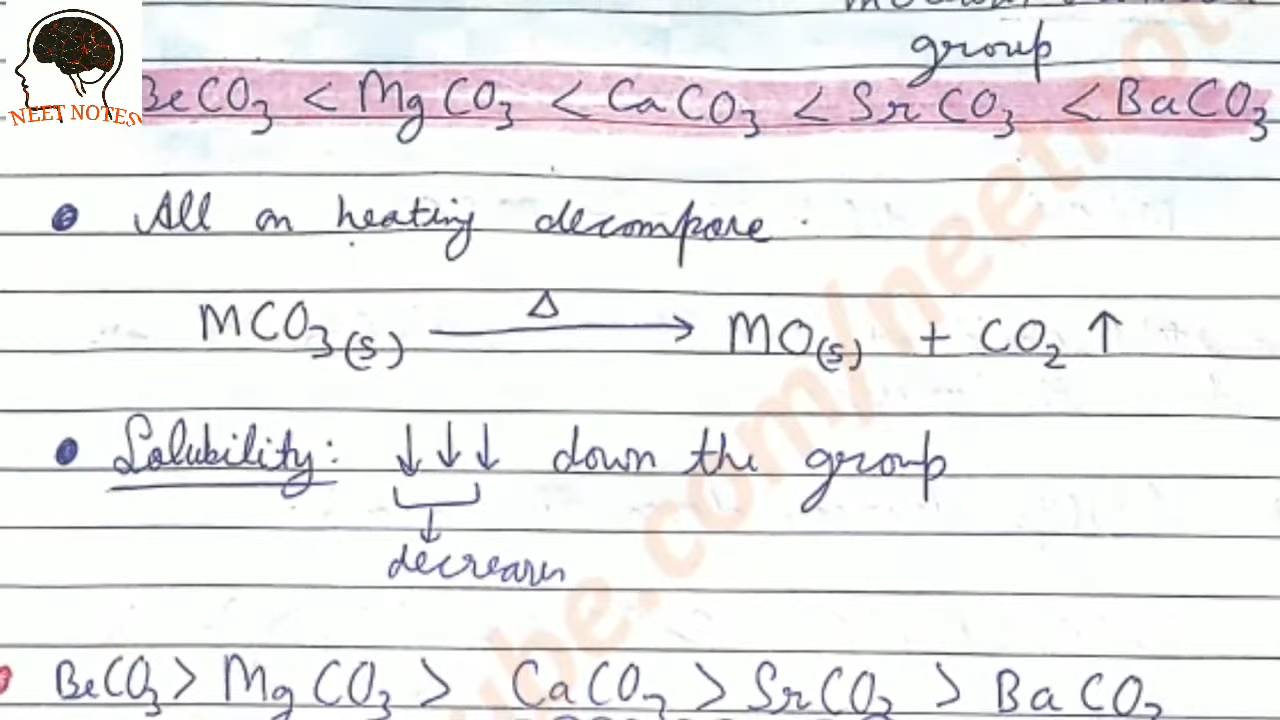 group
NEET NOTES
BeCO3 < MgCO3 < CaCO3 < SrCO3 < BaCO3
All on heating decompose.
MCO3(s) Δ→ MO(s) + CO2 ↑
Solubility: ↓ ↓ ↓ down the group
decreases
BeCO3 > MgCO3 > CaCO3 > SrCO3 > BaCO3